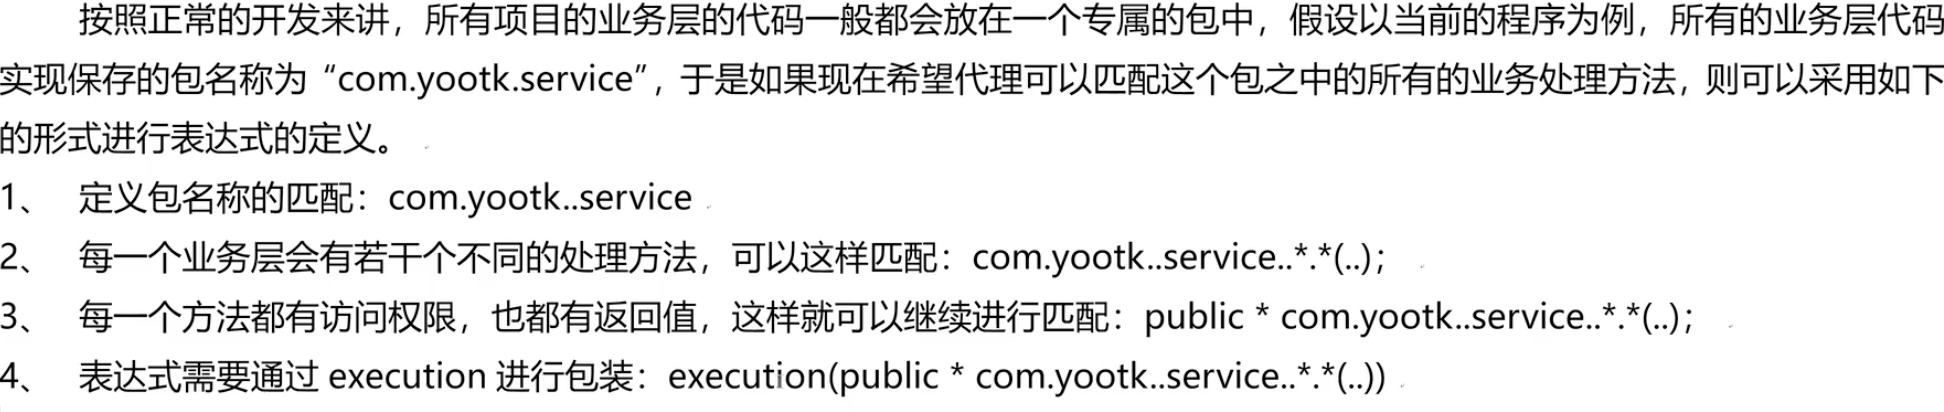 按照正常的开发来讲，所有项目的业务层的代码一般都会放在一个专属的包中，假设以当前的程序为例，所有的业务层代码
实现保存的包名称为“com.yootk.service”，于是如果现在希望代理可以匹配这个包之中的所有的业务处理方法，则可以采用如下
的形式进行表达式的定义。
1、 定义包名称的匹配：com.yootk..service
2、 每一个业务层会有若干个不同的处理方法，可以这样匹配：com.yootk..service..*.*(..)；
3、 每一个方法都有访问权限，也都有返回值，这样就可以继续进行匹配：public * com.yootk..service..*.*(..)；
4、 表达式需要通过 execution 进行包装：execution(public * com.yootk..service..*.*(..))